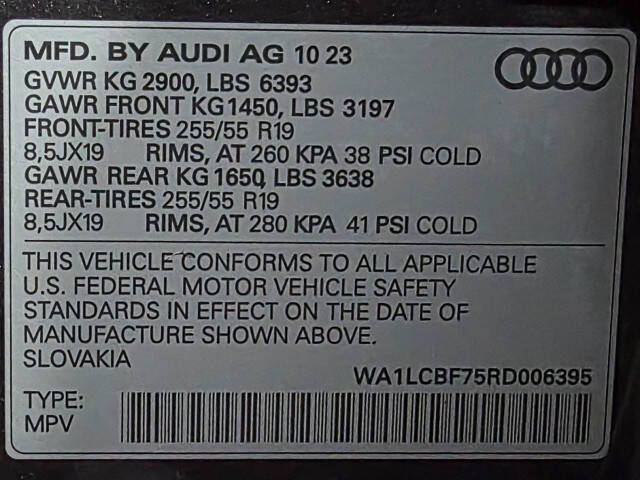 MFD. BY AUDI AG 10 23
GVWR KG 2900, LBS 6393
GAWR FRONT KG1450, LBS 3197
FRONT-TIRES 255/55 R19
8,5JX19 RIMS, AT 260 KPA 38 PSI COLD
GAWR REAR KG 1650, LBS 3638
REAR-TIRES 255/55 R19
8,5JX19 RIMS, AT 280 KPA 41 PSI COLD
THIS VEHICLE CONFORMS TO ALL APPLICABLE
U.S. FEDERAL MOTOR VEHICLE SAFETY
STANDARDS IN EFFECT ON THE DATE OF
MANUFACTURE SHOWN ABOVE.
SLOVAKIA
WA1LCBF75RD006395
TYPE:
MPV